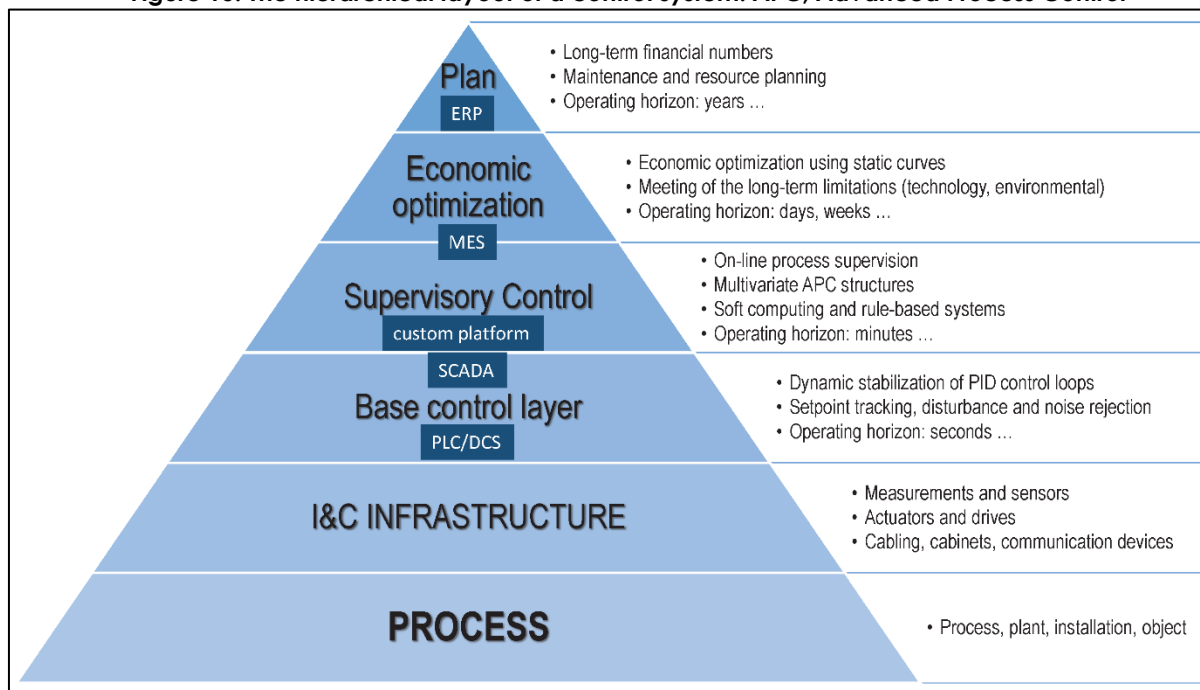 Plan
ERP
• Long-term financial numbers
• Maintenance and resource planning
• Operating horizon: years ...
Economic
optimization
MES
• Economic optimization using static curves
• Meeting of the long-term limitations (technology, environmental)
• Operating horizon: days, weeks ...
Supervisory Control
custom platform
SCADA
• On-line process supervision
• Multivariate APC structures
• Soft computing and rule-based systems
• Operating horizon: minutes ...
Base control layer
PLC/DCS
• Dynamic stabilization of PID control loops
• Setpoint tracking, disturbance and noise rejection
• Operating horizon: seconds ...
I&C INFRASTRUCTURE
• Measurements and sensors
• Actuators and drives
• Cabling, cabinets, communication devices
PROCESS
• Process, plant, installation, object